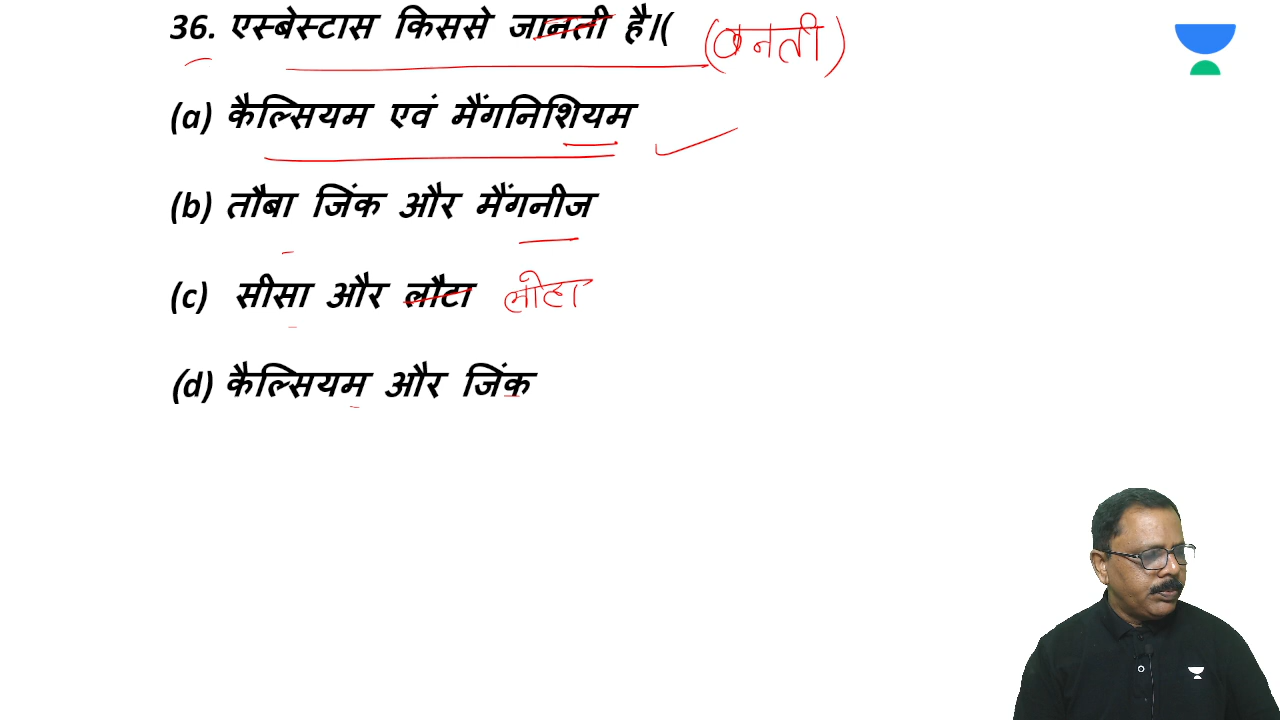 36. एस्बेस्टास किससे जानती है।( (बनती)
(a) कैल्सियम एवं मैंगनिशियम
(b) तौबा जिंक और मैंगनीज
(c) सीसा और लौटा लोहा
(d) कैल्सियम और जिंक